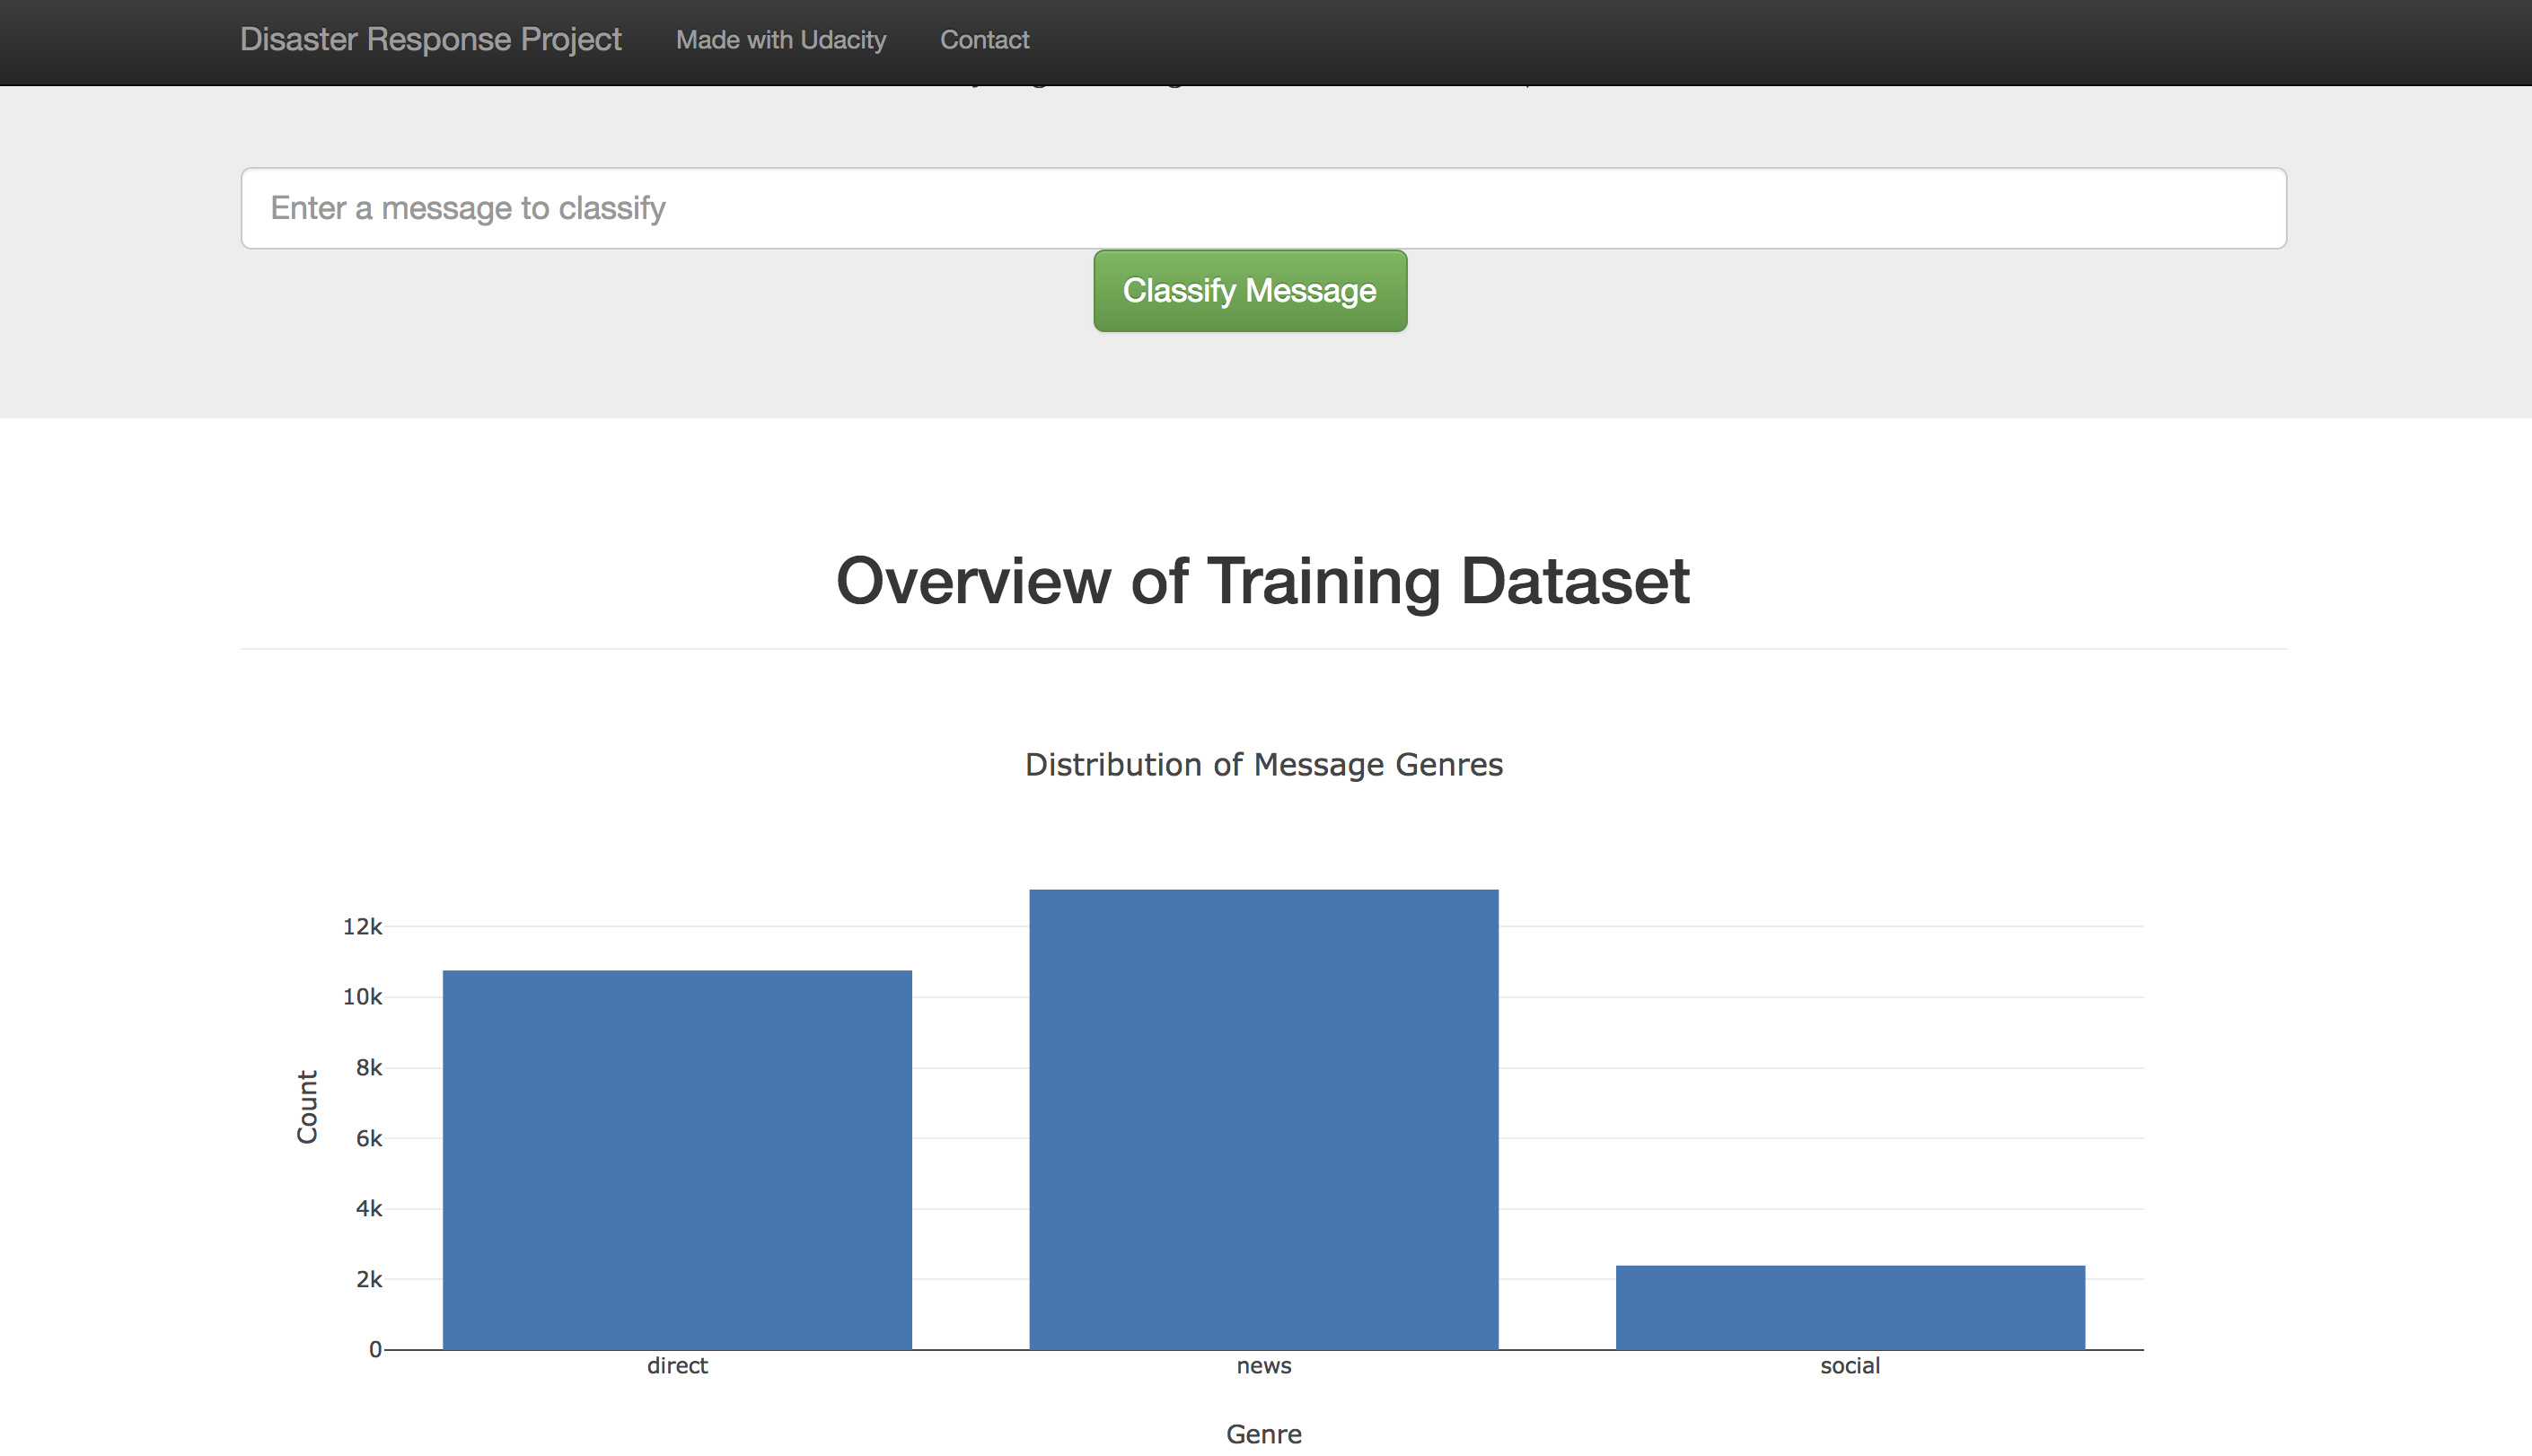 Disaster Response Project Made with Udacity Contact
Enter a message to classify
Classify Message
Overview of Training Dataset
Distribution of Message Genres
12k
10k
8k
6k
4k
2k
0
Count
direct news social
Genre